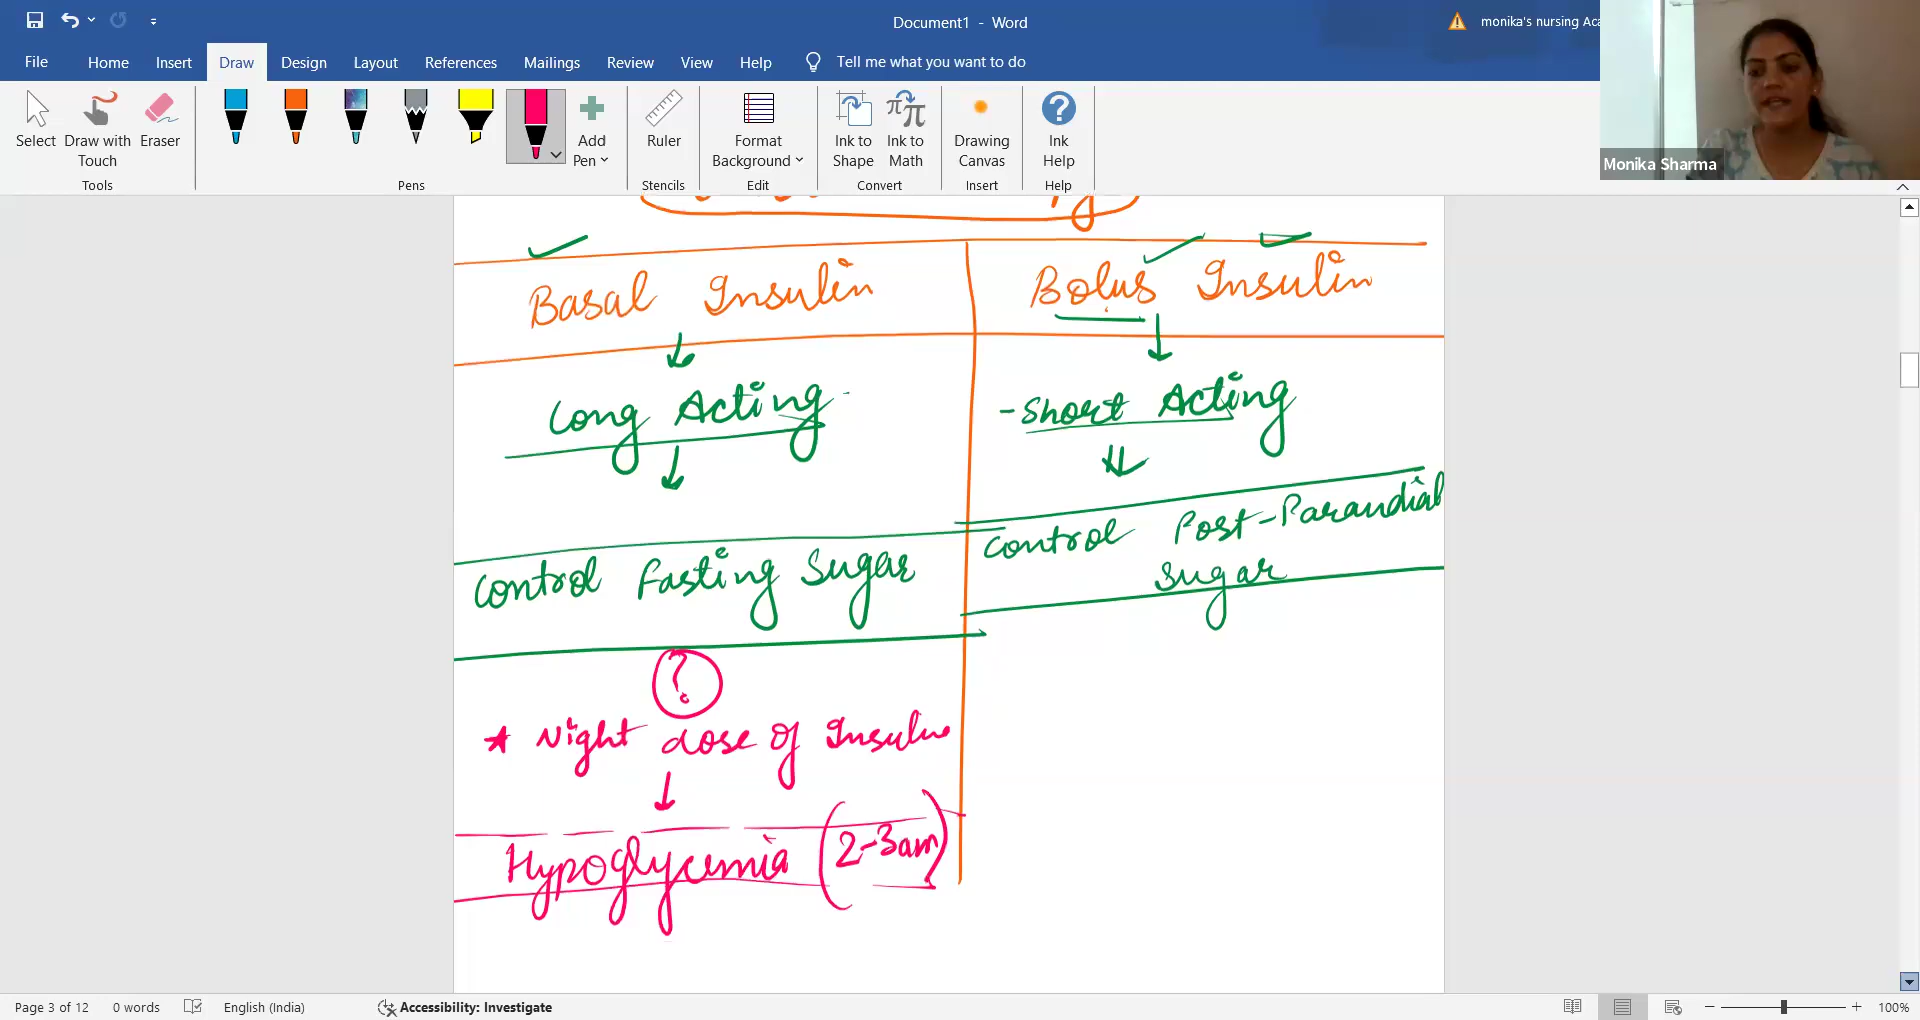 Document1 - Word
monika's nursing Aca
File
Home
Insert
Draw
Design
Layout
References
Mailings
Review
View
Help
Tell me what you want to do
Select
Draw with Touch
Eraser
Add Pen
Ruler
Format Background
Ink to Shape
Ink to Math
Drawing Canvas
Ink Help
Tools
Pens
Stencils
Edit
Convert
Insert
Help
Monika Sharma
Basal Insulin
Bolus Insulin
Long Acting
- Short Acting
Control Fasting Sugar
Control Post-Parandial
Sugar
?
* Night dose of Insuline
Hypoglycemia (2-3am)
Page 3 of 12
0 words
English (India)
Accessibility: Investigate
100%